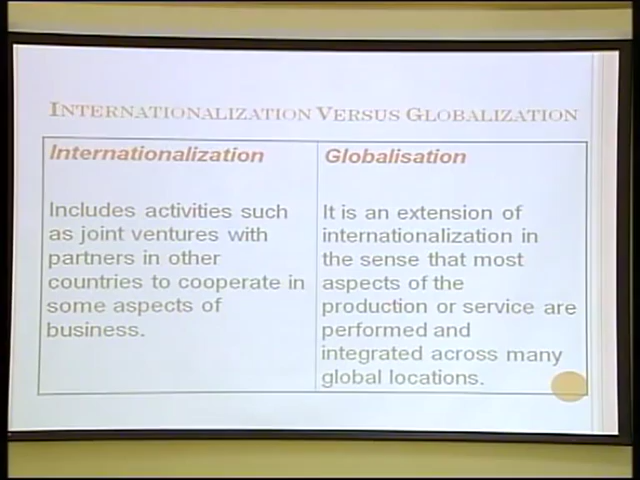 INTERNATIONALIZATION VERSUS GLOBALIZATION
Internationalization
Includes activities such
as joint ventures with
partners in other
countries to cooperate in
some aspects of
business.
Globalisation
It is an extension of
internationalization in
the sense that most
aspects of the
production or service are
performed and
integrated across many
global locations.